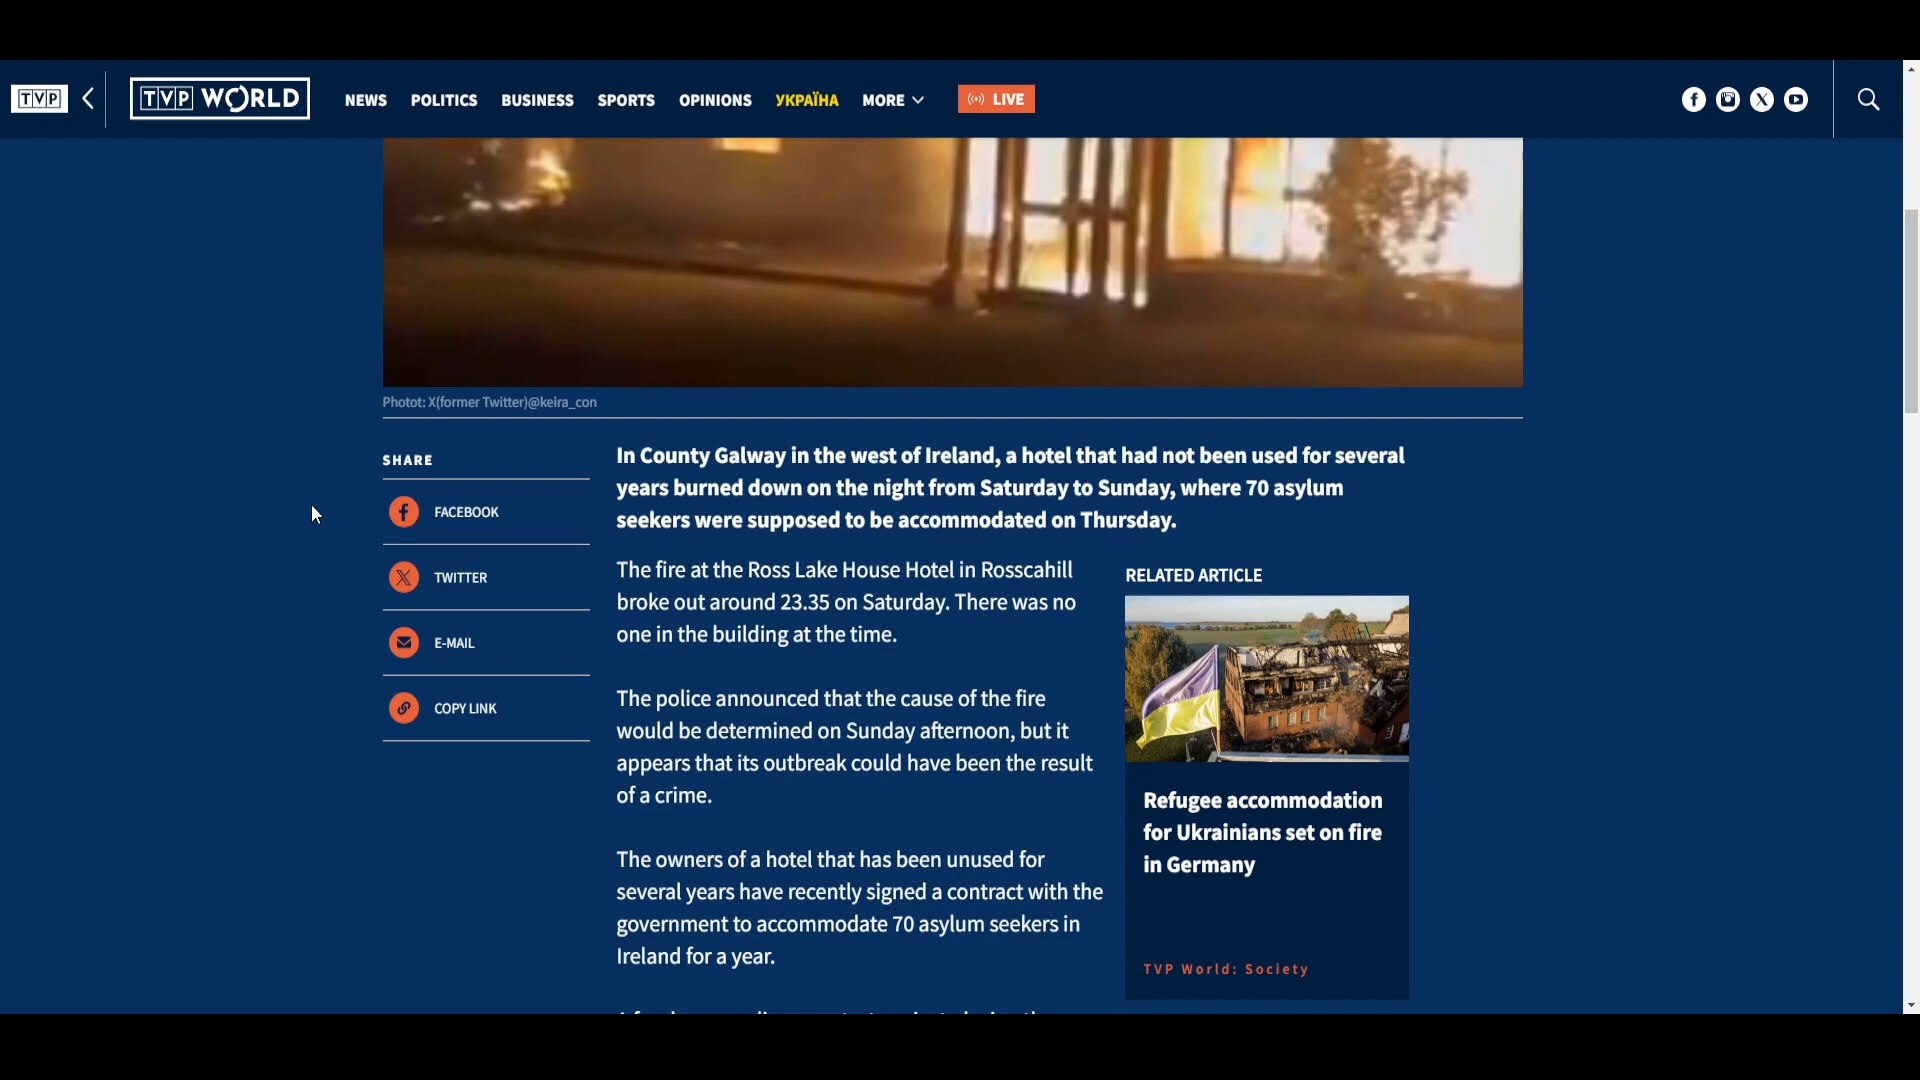 TVP
TVP WORLD
NEWS
POLITICS
BUSINESS
SPORTS
OPINIONS
УКРАЇНА
MORE
LIVE
Photot: X(former Twitter)@keira_con
SHARE
FACEBOOK
TWITTER
E-MAIL
COPY LINK
In County Galway in the west of Ireland, a hotel that had not been used for several
years burned down on the night from Saturday to Sunday, where 70 asylum
seekers were supposed to be accommodated on Thursday.
The fire at the Ross Lake House Hotel in Rosscahill
broke out around 23.35 on Saturday. There was no
one in the building at the time.
The police announced that the cause of the fire
would be determined on Sunday afternoon, but it
appears that its outbreak could have been the result
of a crime.
The owners of a hotel that has been unused for
several years have recently signed a contract with the
government to accommodate 70 asylum seekers in
Ireland for a year.
RELATED ARTICLE
Refugee accommodation
for Ukrainians set on fire
in Germany
TVP World: Society